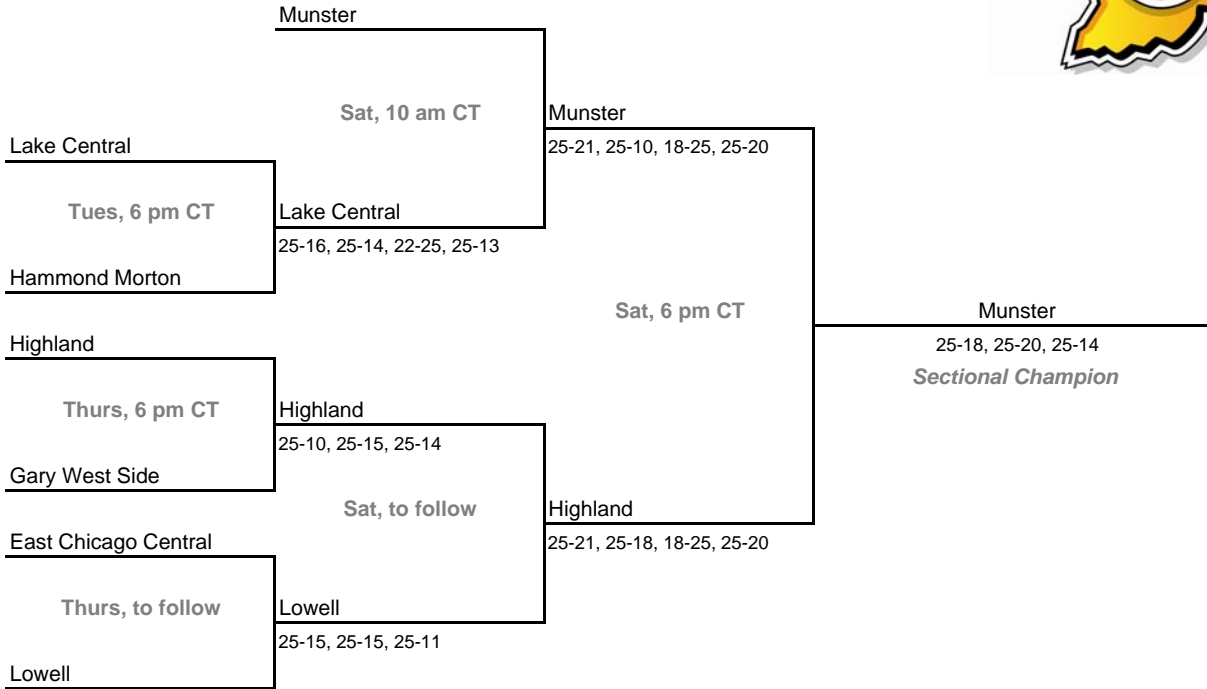 Munster
Sat, 10 am CT
Munster
Lake Central
25-21, 25-10, 18-25, 25-20
Tues, 6 pm CT
Lake Central
25-16, 25-14, 22-25, 25-13
Hammond Morton
Sat, 6 pm CT
Munster
Highland
25-18, 25-20, 25-14
Sectional Champion
Thurs, 6 pm CT
Highland
25-10, 25-15, 25-14
Gary West Side
Sat, to follow
Highland
East Chicago Central
25-21, 25-18, 18-25, 25-20
Thurs, to follow
Lowell
25-15, 25-15, 25-11
Lowell